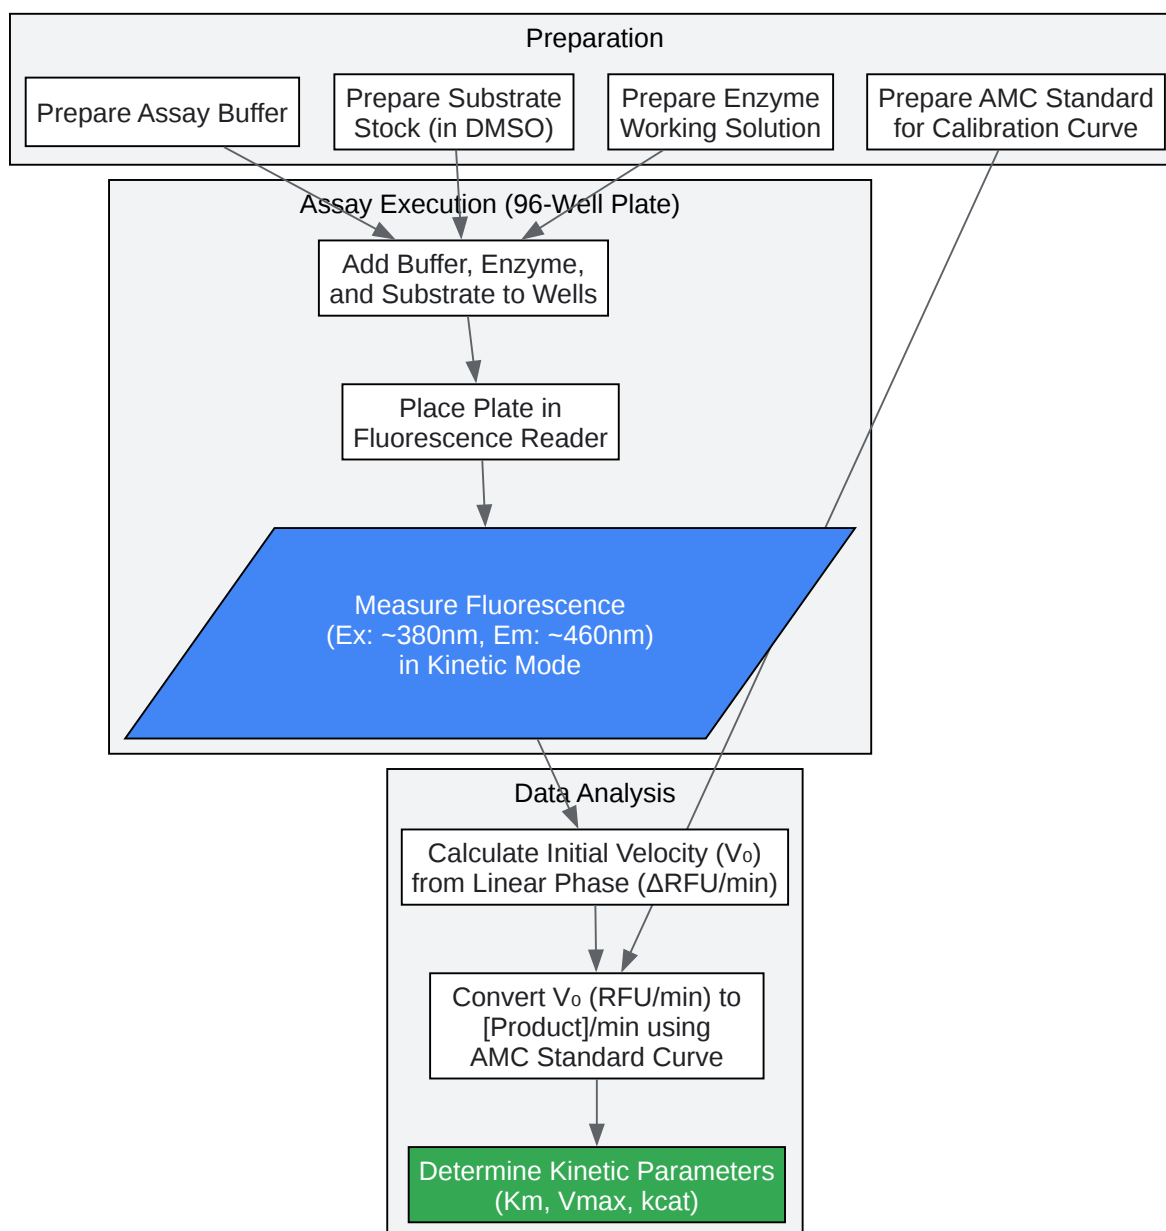 Preparation
Prepare Assay Buffer
Prepare Substrate
Stock (in DMSO)
Prepare Enzyme
Working Solution
Prepare AMC Standard
for Calibration Curve
Assay Execution (96-Well Plate)
Add Buffer, Enzyme,
and Substrate to Wells
Place Plate in
Fluorescence Reader
Measure Fluorescence
(Ex: ~380nm, Em: ~460nm)
in Kinetic Mode
Data Analysis
Calculate Initial Velocity (V₀)
from Linear Phase (ΔRFU/min)
Convert V₀ (RFU/min) to
[Product]/min using
AMC Standard Curve
Determine Kinetic Parameters
(Km, Vmax, kcat)